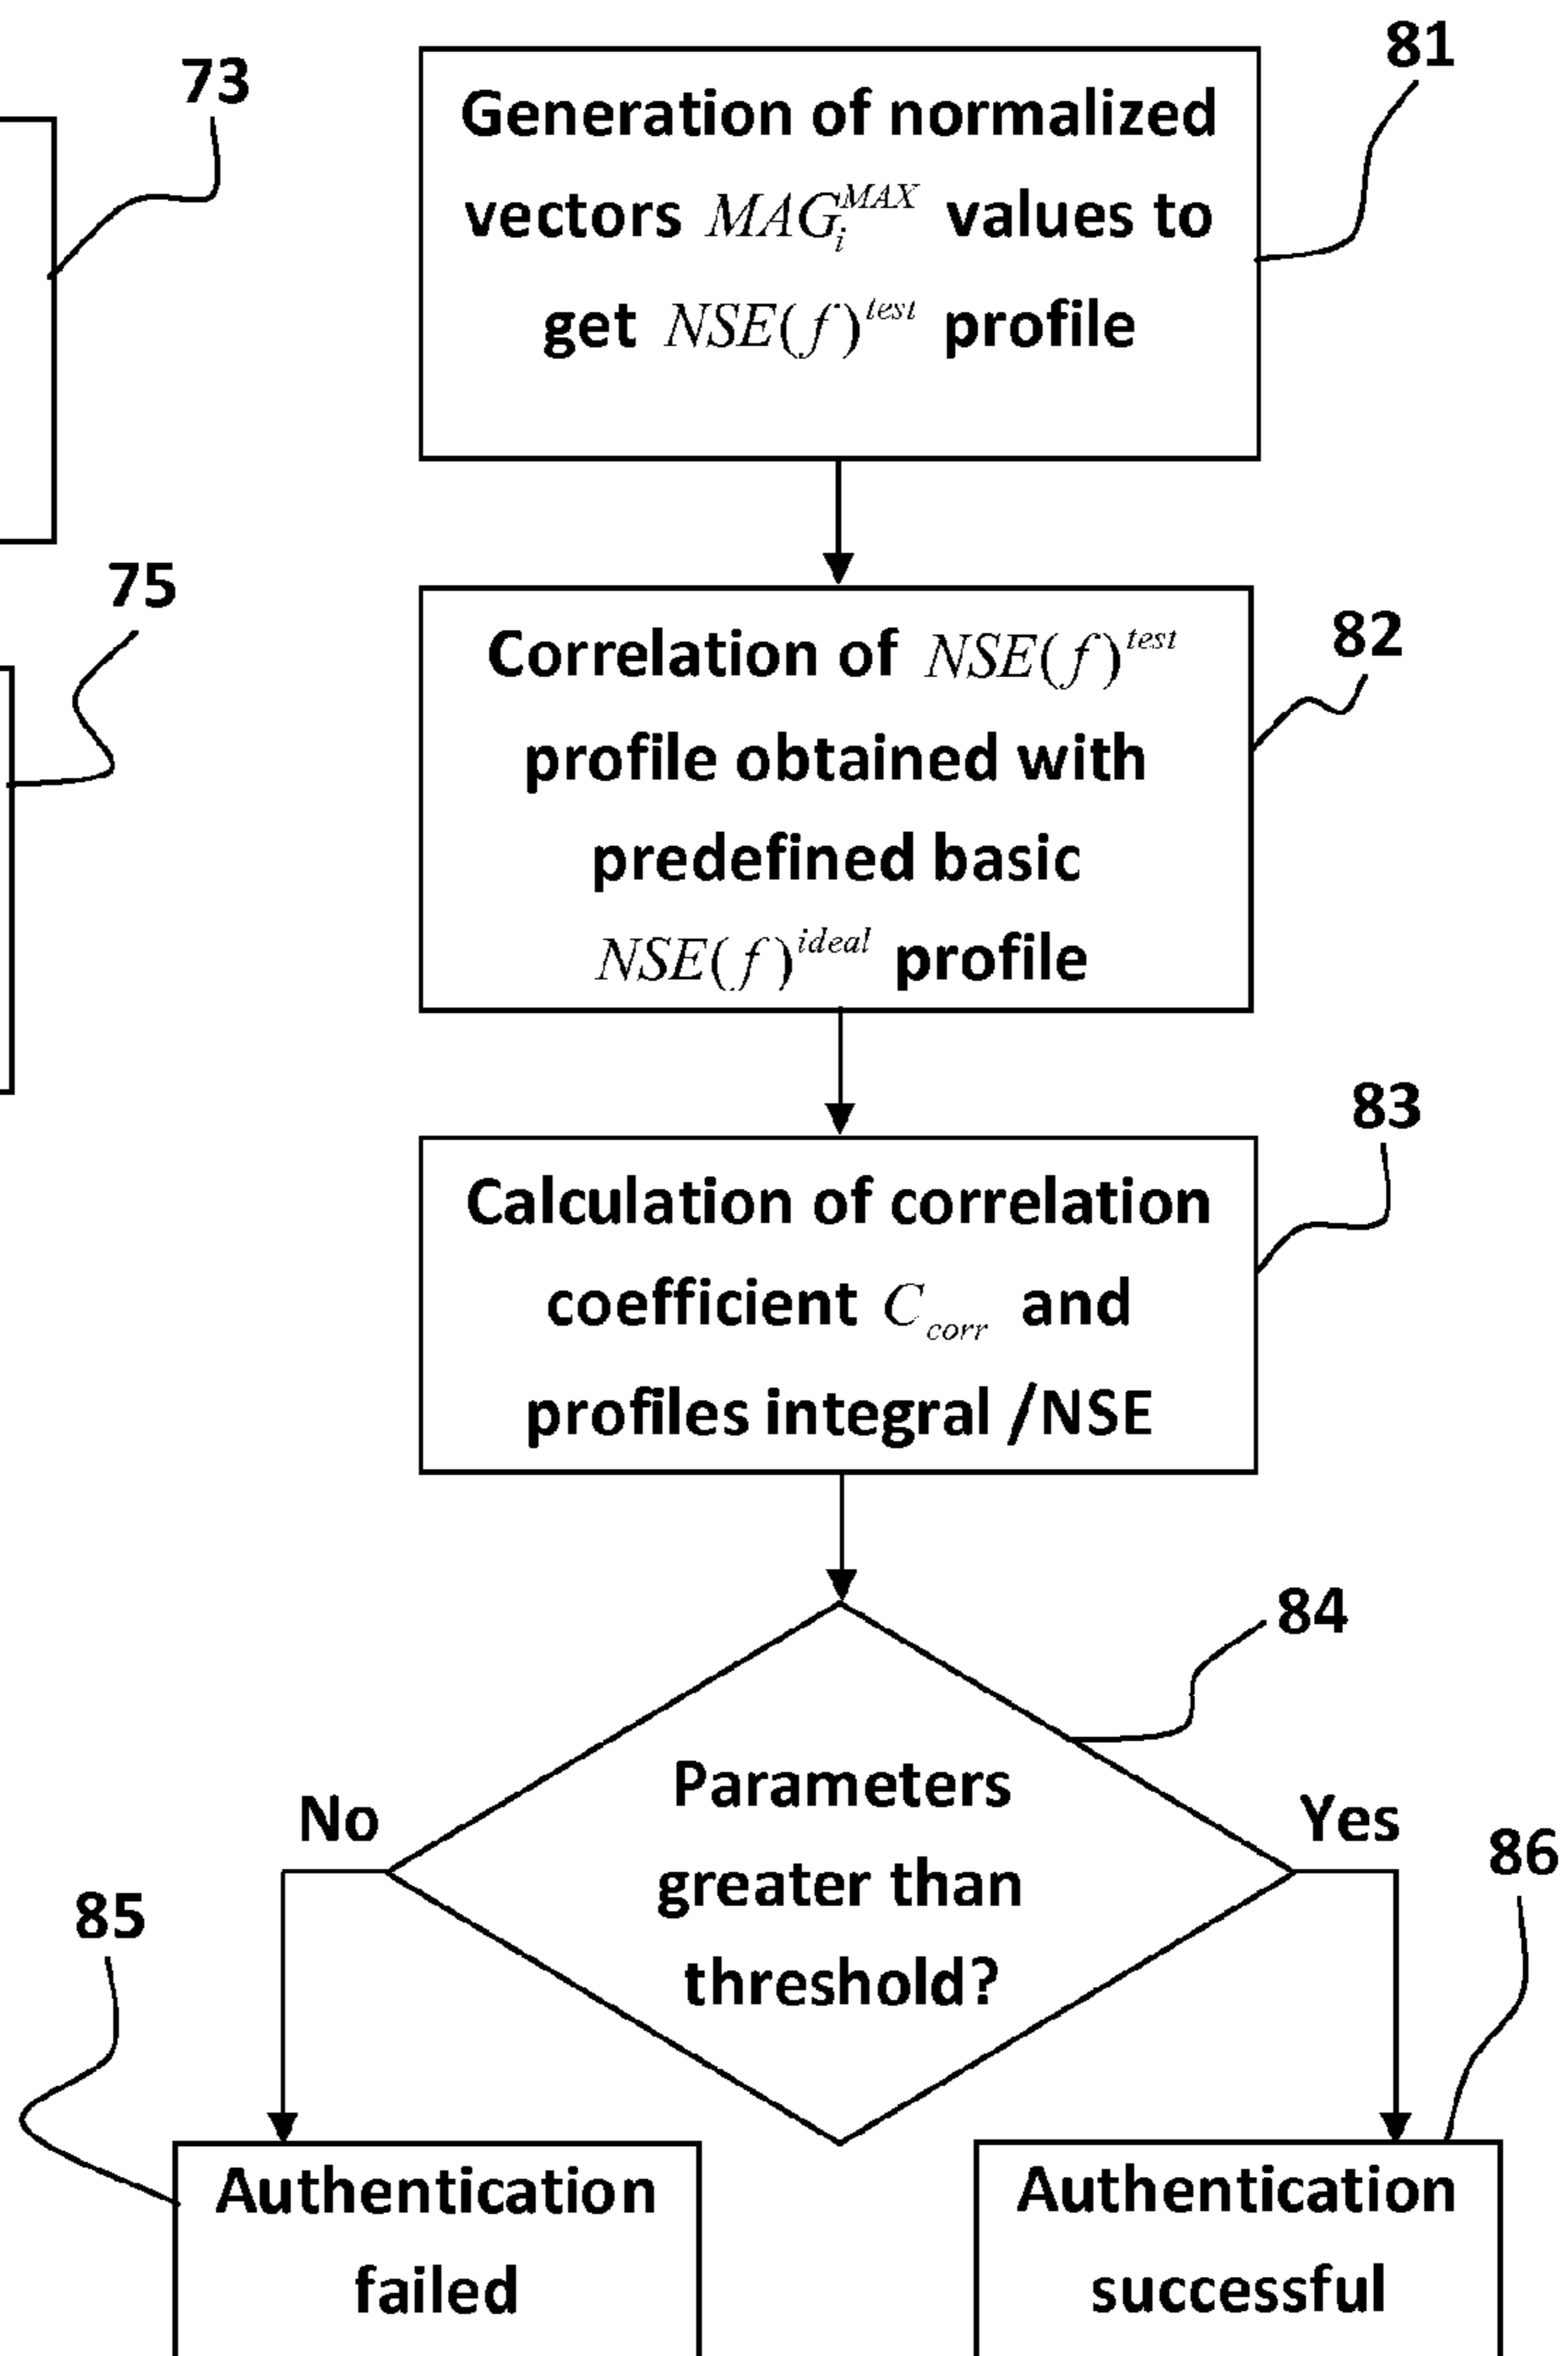 73
81
Generation of normalized
vectors MAG_i^{MAX} values to
get NSE(f)^{test} profile
75
82
Correlation of NSE(f)^{test}
profile obtained with
predefined basic
NSE(f)^{ideal} profile
83
Calculation of correlation
coefficient C_{corr} and
profiles integral /NSE
84
Parameters
greater than
threshold?
No
Yes
85
86
Authentication
failed
Authentication
successful